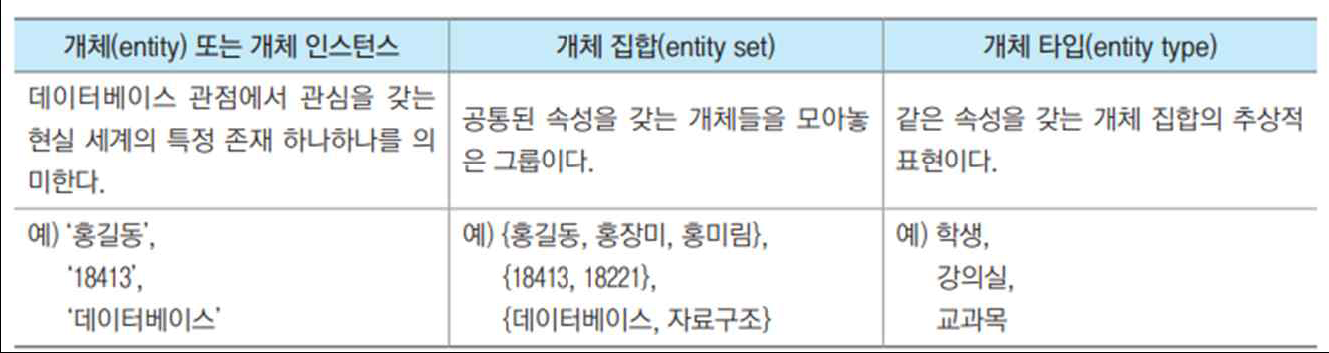 개체(entity) 또는 개체 인스턴스
개체 집합(entity set)
개체 타입(entity type)
데이터베이스 관점에서 관심을 갖는
현실 세계의 특정 존재 하나하나를 의
미한다.
공통된 속성을 갖는 개체들을 모아놓
은 그룹이다.
같은 속성을 갖는 개체 집합의 추상적
표현이다.
예) ‘홍길동’,
‘18413’,
‘데이터베이스’
예) {홍길동, 홍장미, 홍미림},
{18413, 18221},
{데이터베이스, 자료구조}
예) 학생,
강의실,
교과목